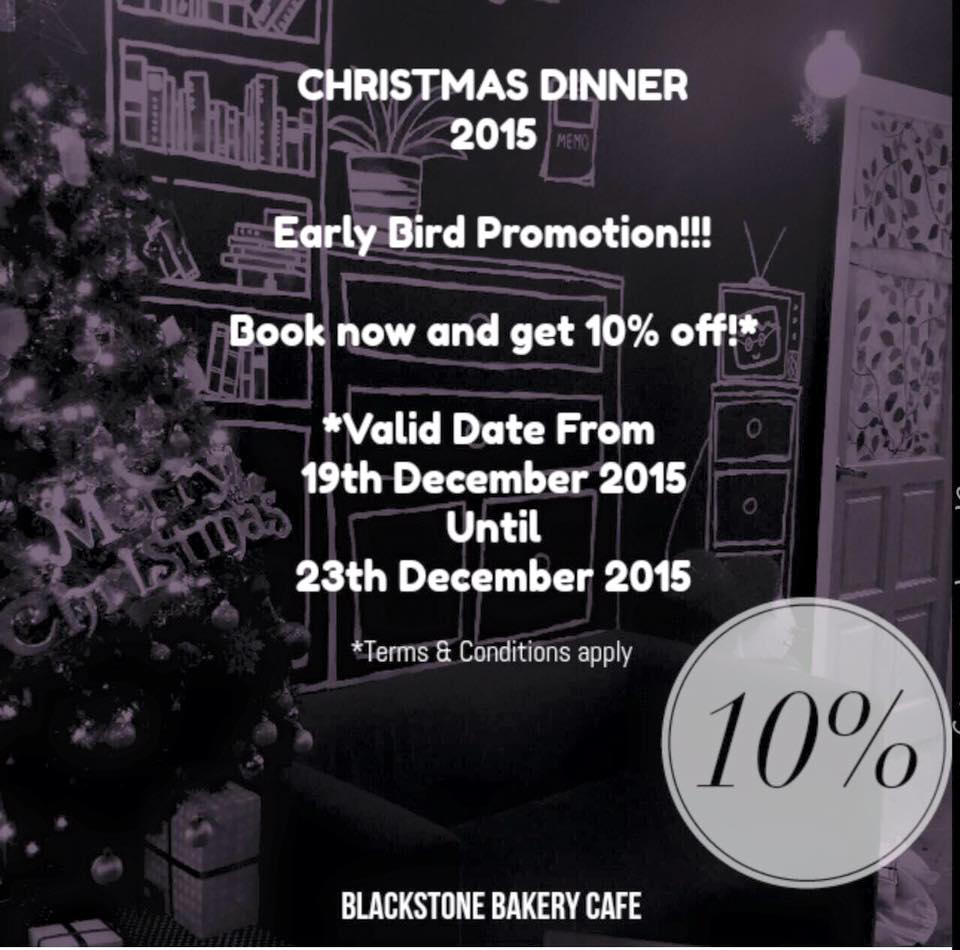 CHRISTMAS DINNER
2015
MEMO
Early Bird Promotion!!!
Book now and get 10% off!*
*Valid Date From
19th December 2015
Until
23th December 2015
Merry
Christmas
*Terms & Conditions apply
10%
BLACKSTONE BAKERY CAFE